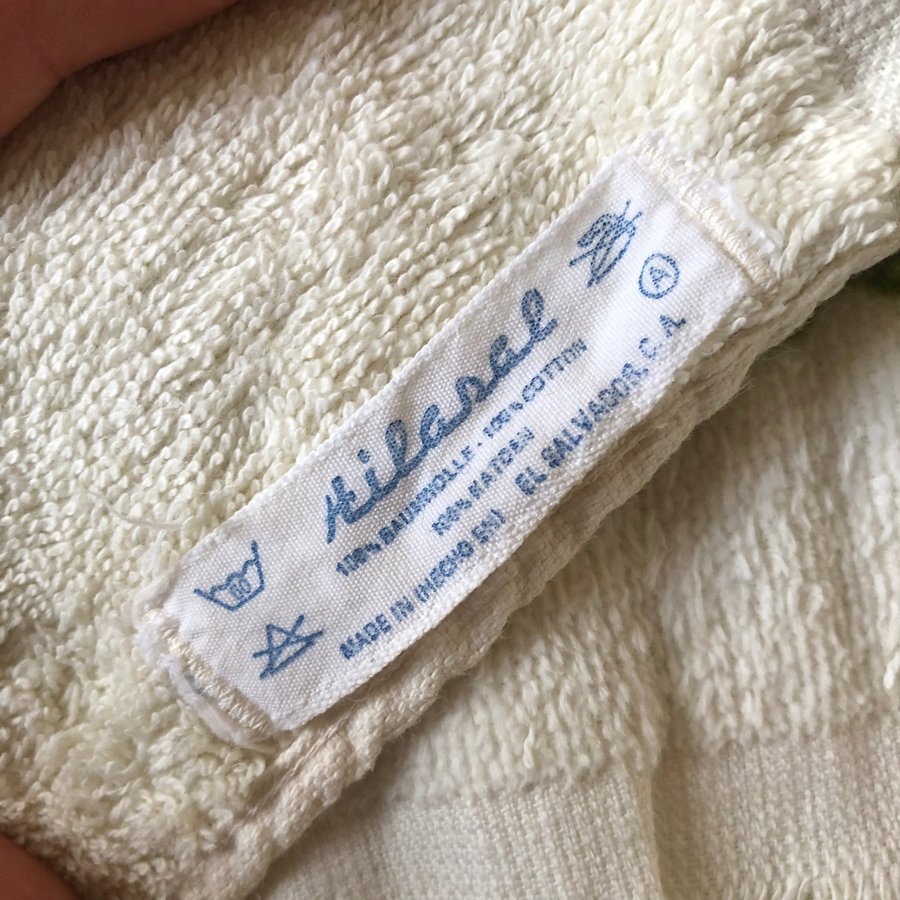 hilasal
100% BAUMWOLLE - 100% COTTON
100% KATOEN
MADE IN (HECHO EN) EL SALVADOR, C.A.
A